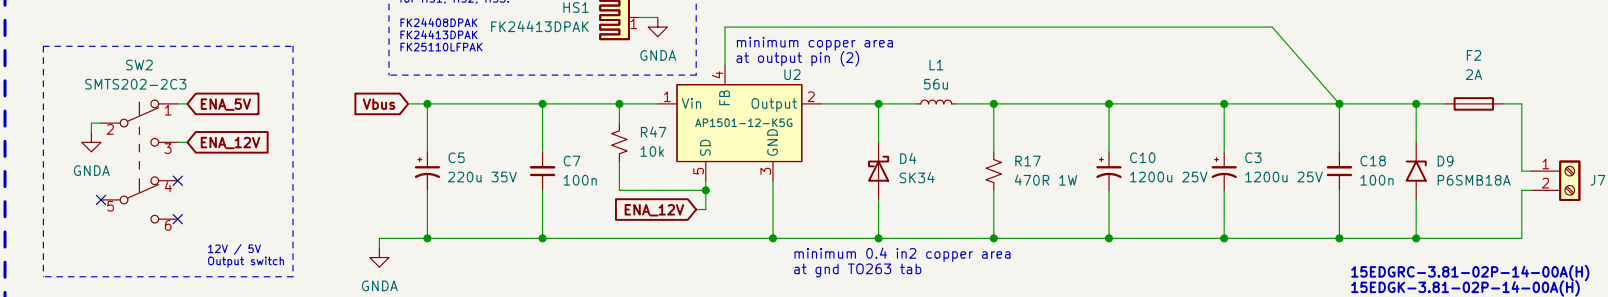 for HS1, HS2, HS3:
FK24408DPAK
FK24413DPAK
FK25110LFPAK
HS1
FK24413DPAK
1
GNDA
SW2
SMTS202-2C3
1
ENA_5V
2
3
ENA_12V
GNDA
4
5
6
12V / 5V
Output switch
minimum copper area
at output pin (2)
U2
4
FB
Vbus
1
Vin
Output
2
AP1501-12-K5G
SD
GND
5
3
C5
220u 35V
C7
100n
R47
10k
ENA_12V
GNDA
L1
56u
D4
SK34
R17
470R 1W
C10
1200u 25V
C3
1200u 25V
C18
100n
D9
P6SMB18A
F2
2A
1
2
J7
minimum 0.4 in2 copper area
at gnd TO263 tab
15EDGRC-3.81-02P-14-00A(H)
15EDGK-3.81-02P-14-00A(H)